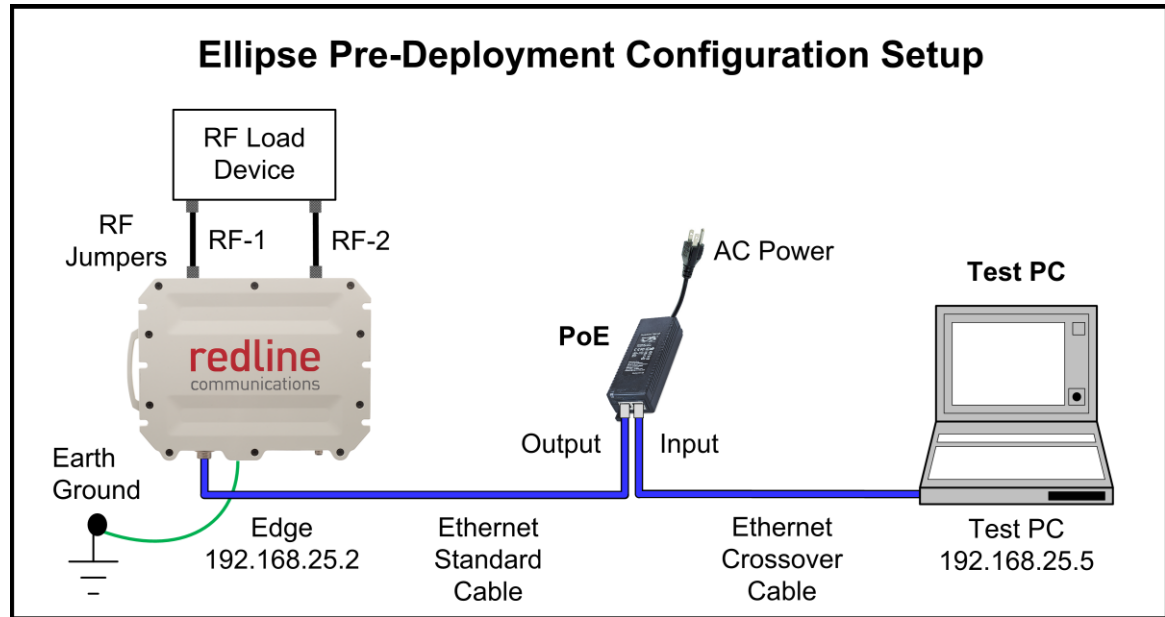 Ellipse Pre-Deployment Configuration Setup
RF Load
Device
RF
Jumpers
RF-1
RF-2
AC Power
Test PC
PoE
redline
communications
Output
Input
Earth
Ground
Edge
192.168.25.2
Ethernet
Standard
Cable
Ethernet
Crossover
Cable
Test PC
192.168.25.5